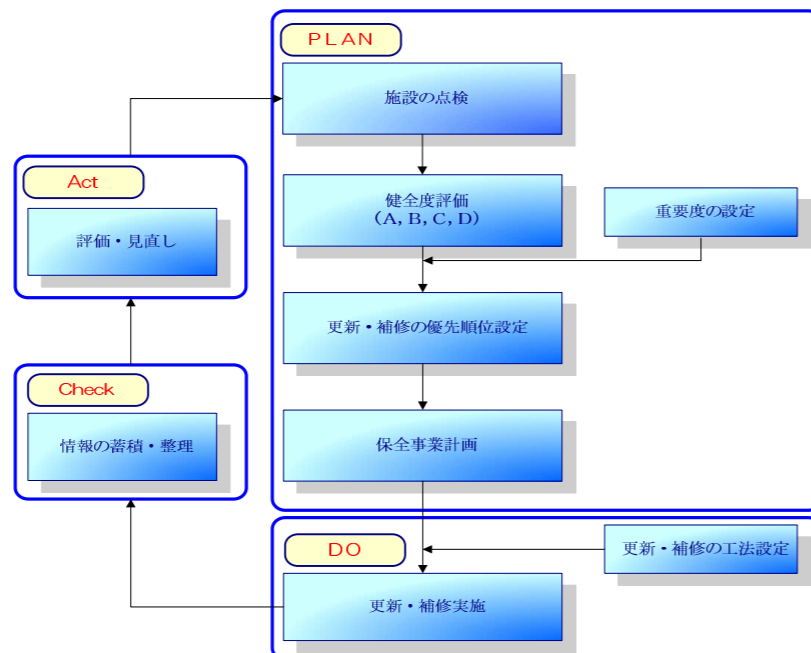 PLAN
施設の点検
Act
健全度評価
(A, B, C, D)
重要度の設定
評価・見直し
更新・補修の優先順位設定
Check
情報の蓄積・整理
保全事業計画
DO
更新・補修の工法設定
更新・補修実施